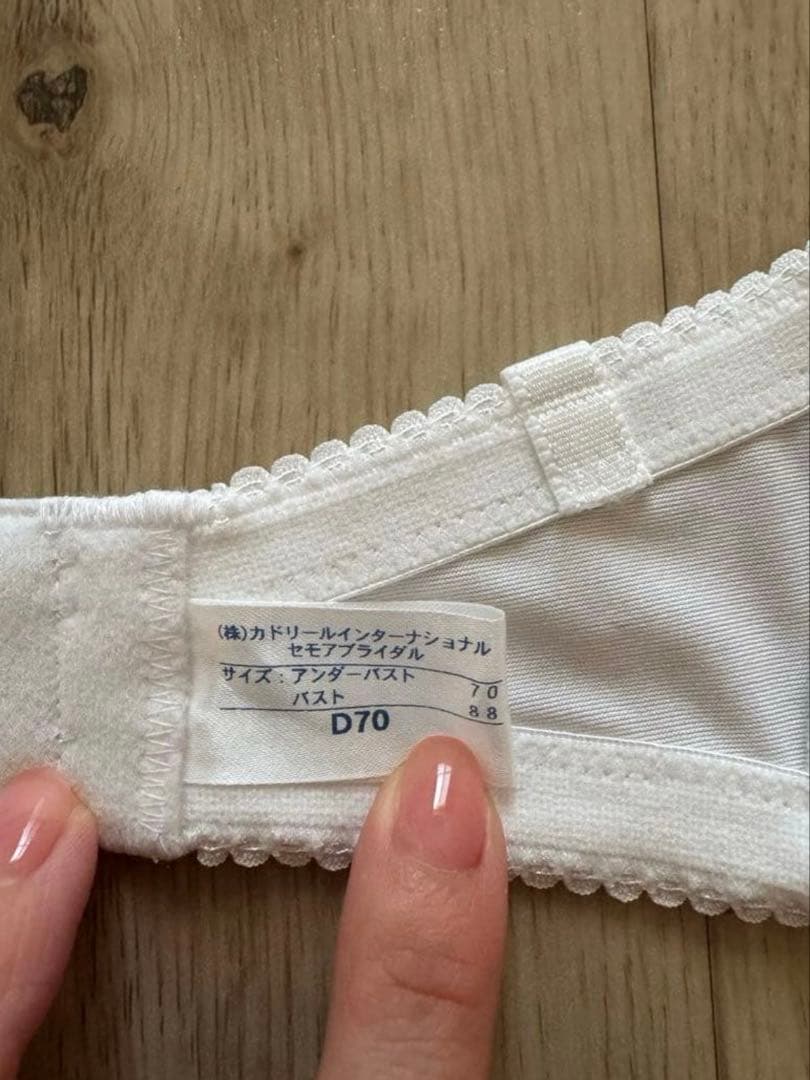 (株)カドリールインターナショナル
セモアブライダル
サイズ：アンダーバスト 70
バスト 88
D70